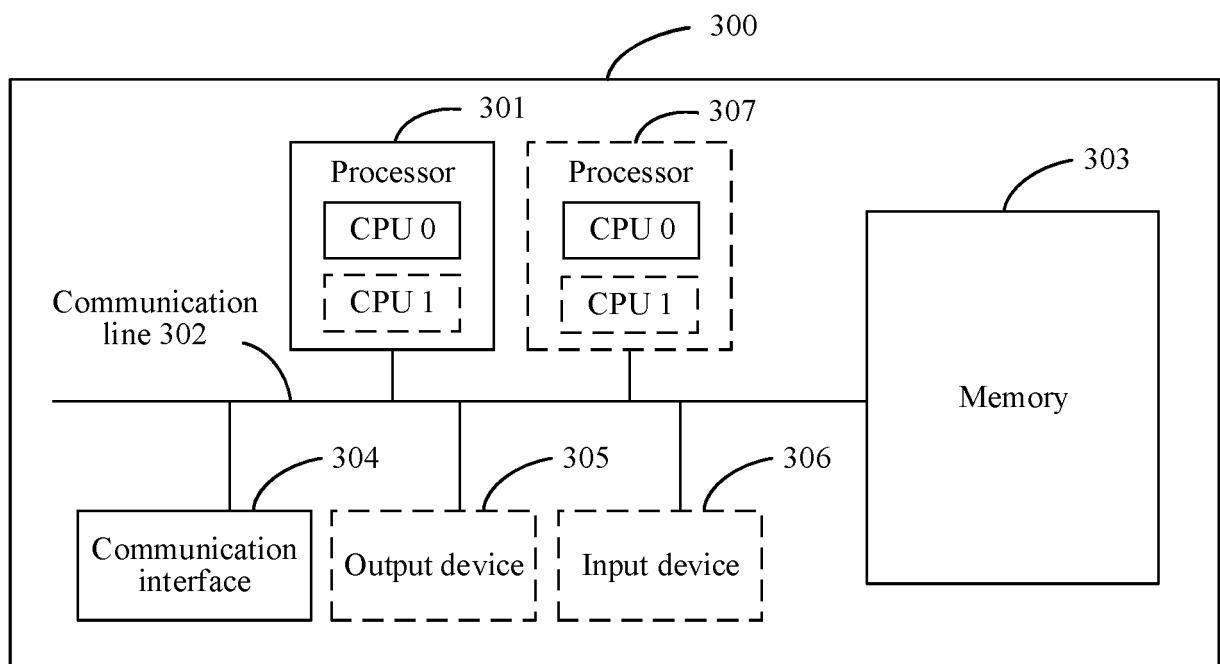 300
301
307
303
Processor
Processor
CPU 0
CPU 0
CPU 1
CPU 1
Communication
line 302
Memory
304
305
306
Communication
interface
Output device
Input device